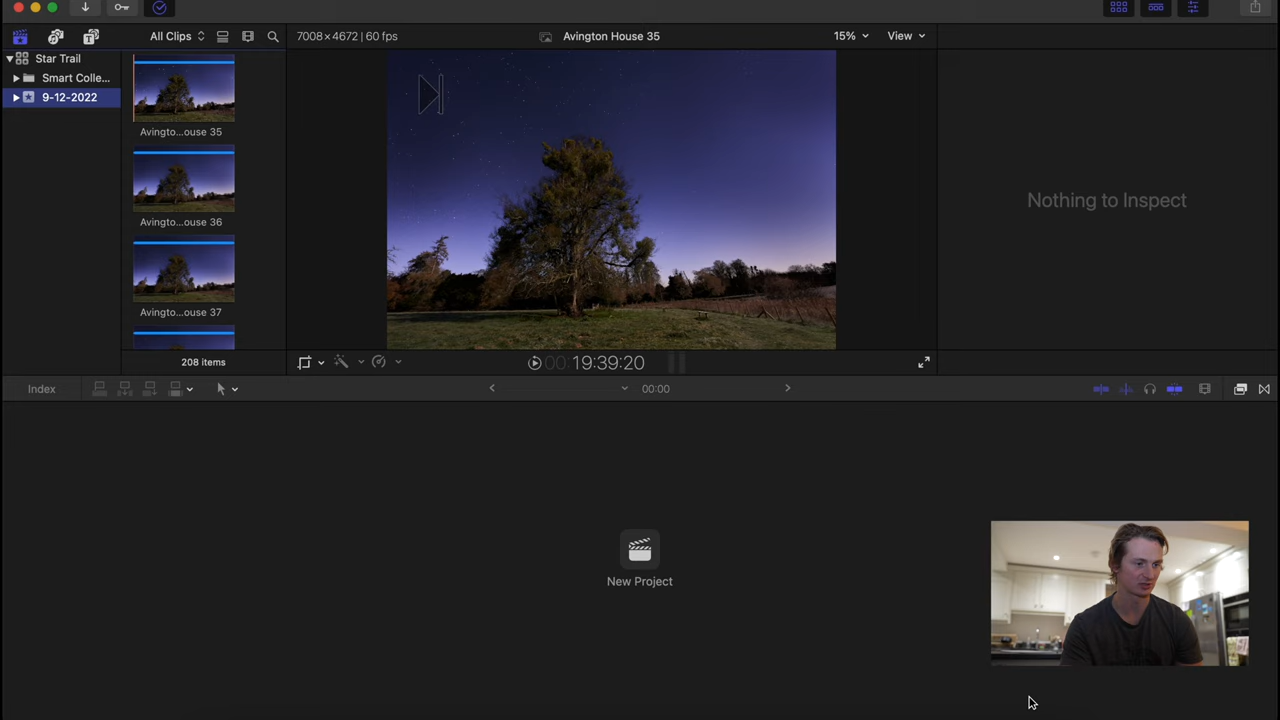 All Clips
7008×4672 | 60 fps
Avington House 35
15%
View
Star Trail
Smart Colle...
9-12-2022
Avingto...ouse 35
Avingto...ouse 36
Avingto...ouse 37
Nothing to Inspect
208 items
00:19:39:20
Index
00:00
New Project